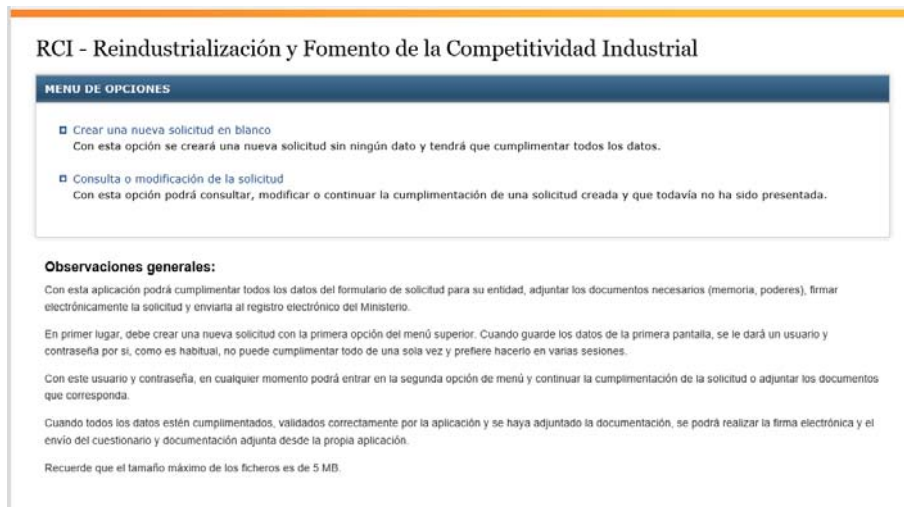 RCI - Reindustrialización y Fomento de la Competitividad Industrial
MENU DE OPCIONES
Crear una nueva solicitud en blanco
Con esta opción se creará una nueva solicitud sin ningún dato y tendrá que cumplimentar todos los datos.
Consulta o modificación de la solicitud
Con esta opción podrá consultar, modificar o continuar la cumplimentación de una solicitud creada y que todavía no ha sido presentada.
Observaciones generales:
Con esta aplicación podrá cumplimentar todos los datos del formulario de solicitud para su entidad, adjuntar los documentos necesarios (memoria, poderes), firmar
electrónicamente la solicitud y enviarla al registro electrónico del Ministerio.
En primer lugar, debe crear una nueva solicitud con la primera opción del menú superior. Cuando guarde los datos de la primera pantalla, se le dará un usuario y
contraseña por si, como es habitual, no puede cumplimentar todo de una sola vez y prefiere hacerlo en varias sesiones.
Con este usuario y contraseña, en cualquier momento podrá entrar en la segunda opción de menú y continuar la cumplimentación de la solicitud o adjuntar los documentos
que corresponda.
Cuando todos los datos estén cumplimentados, validados correctamente por la aplicación y se haya adjuntado la documentación, se podrá realizar la firma electrónica y el
envío del cuestionario y documentación adjunta desde la propia aplicación.
Recuerde que el tamaño máximo de los ficheros es de 5 MB.